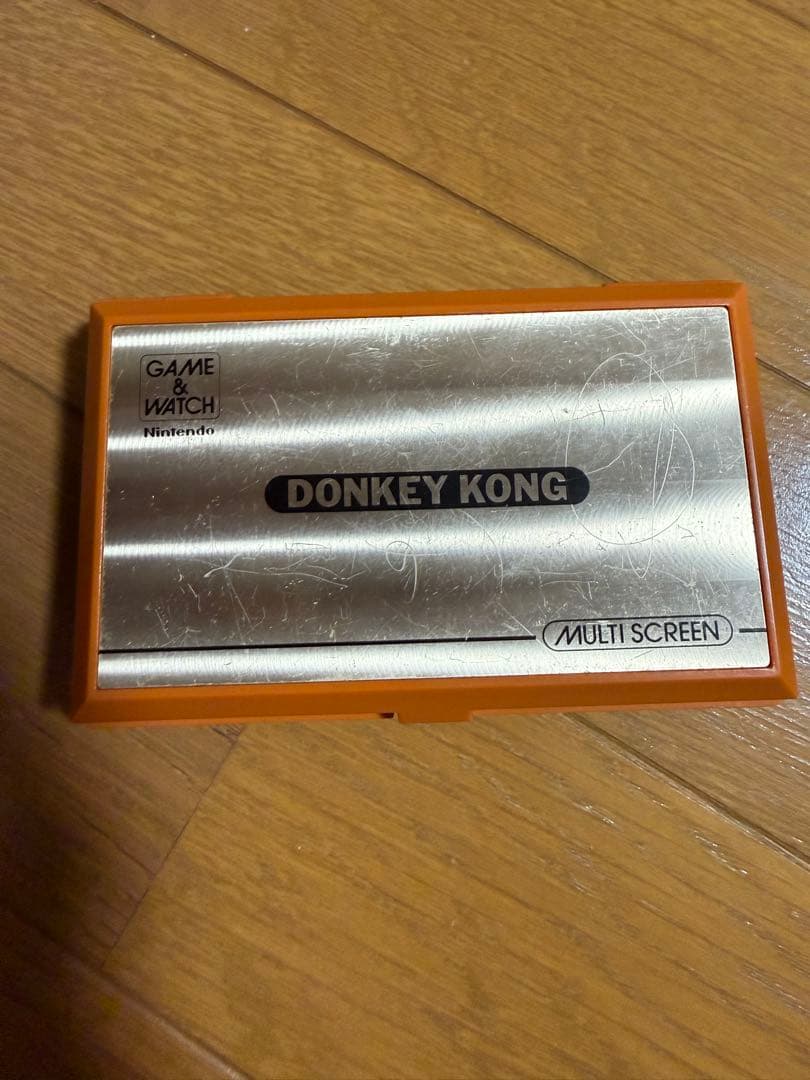 GAME
&
WATCH
Nintendo
DONKEY KONG
MULTI SCREEN